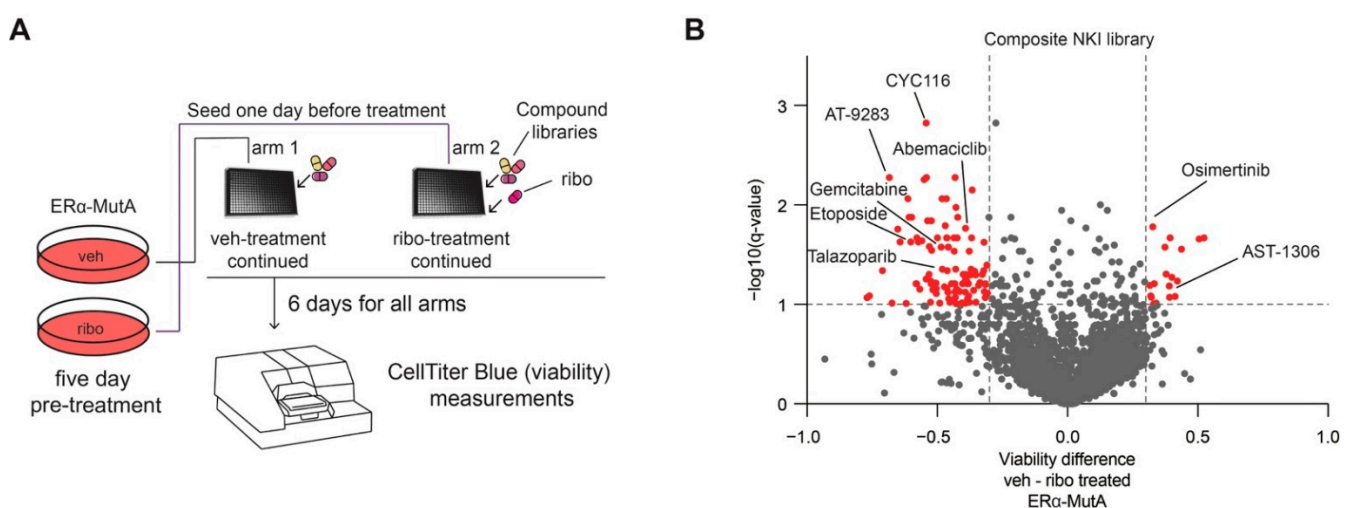 A
Seed one day before treatment
Compound
libraries
arm 1
arm 2
ribo
ERα-MutA
veh
veh-treatment
continued
ribo-treatment
continued
ribo
6 days for all arms
five day
pre-treatment
CellTiter Blue (viability)
measurements
B
Composite NKI library
CYC116
AT-9283
Abemaciclib
Osimertinib
Gemcitabine
Etoposide
AST-1306
Talazoparib
−log10(q-value)
3
2
1
0
−1.0 −0.5 0.0 0.5 1.0
Viability difference
veh - ribo treated
ERα-MutA